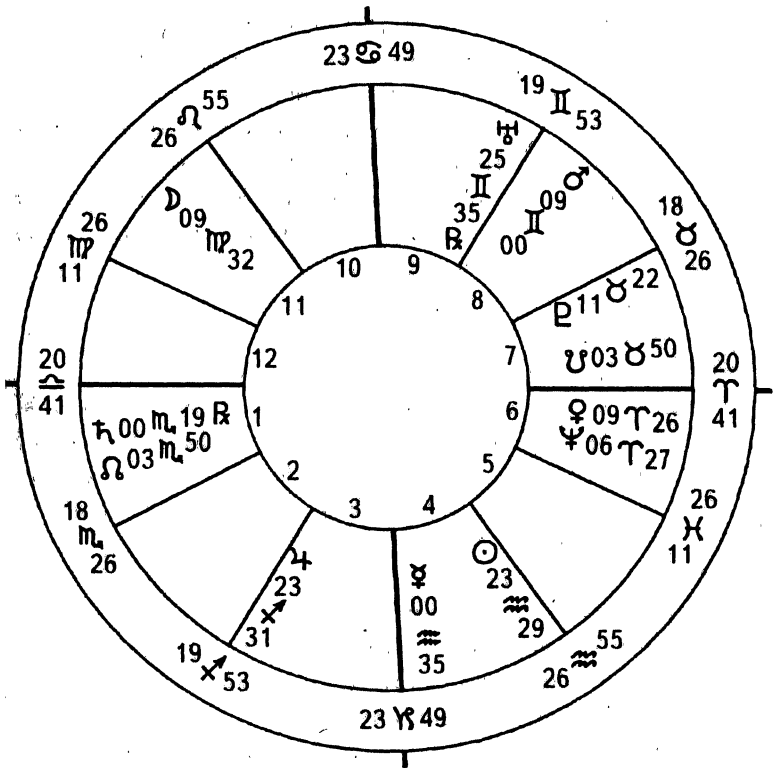 23 ♋ 49
19 ♊ 53
26 ♌ 55
♅ 25 ♊ 35 ℞
♂ 09 ♊ 00
18 ♉ 26
☽ 09 ♍ 32
26 ♍ 11
10
9
11
8
♇ 11 ♉ 22
12
7
☋ 03 ♉ 50
20 ♎ 41
20 ♈ 41
1
6
♄ 00 ♏ 19 ℞
♀ 09 ♈ 26
☊ 03 ♏ 50
♆ 06 ♈ 27
2
5
3
4
18 ♏ 26
26 ♓ 11
♃ 23 ♐ 31
☿ 00 ♒ 35
☉ 23 ♒ 29
19 ♐ 53
26 ♒ 55
23 ♑ 49